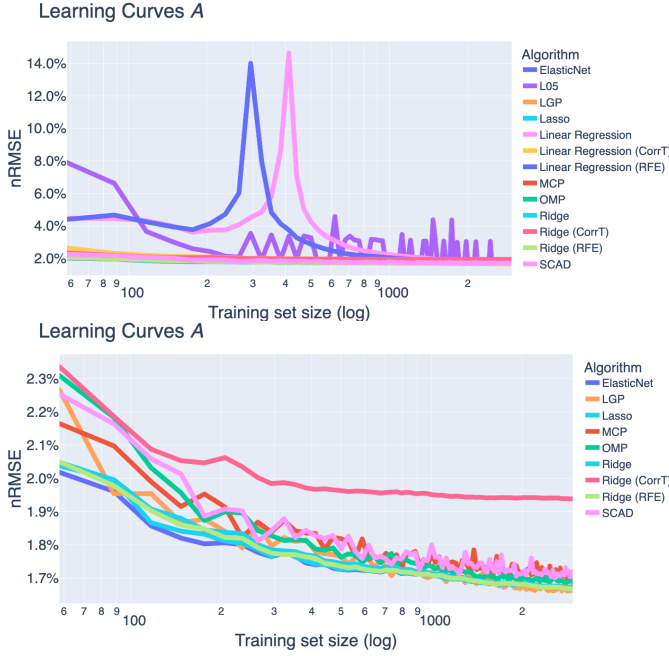 Learning Curves A
nRMSE
14.0%
12.0%
10.0%
8.0%
6.0%
4.0%
2.0%
6 7 8 9 100 2 3 4 5 6 7 8 9 1000 2
Training set size (log)
Algorithm
ElasticNet
L05
LGP
Lasso
Linear Regression
Linear Regression (CorrT)
Linear Regression (RFE)
MCP
OMP
Ridge
Ridge (CorrT)
Ridge (RFE)
SCAD
Learning Curves A
nRMSE
2.3%
2.2%
2.1%
2.0%
1.9%
1.8%
1.7%
6 7 8 9 100 2 3 4 5 6 7 8 9 1000 2
Training set size (log)
Algorithm
ElasticNet
LGP
Lasso
MCP
OMP
Ridge
Ridge (CorrT)
Ridge (RFE)
SCAD